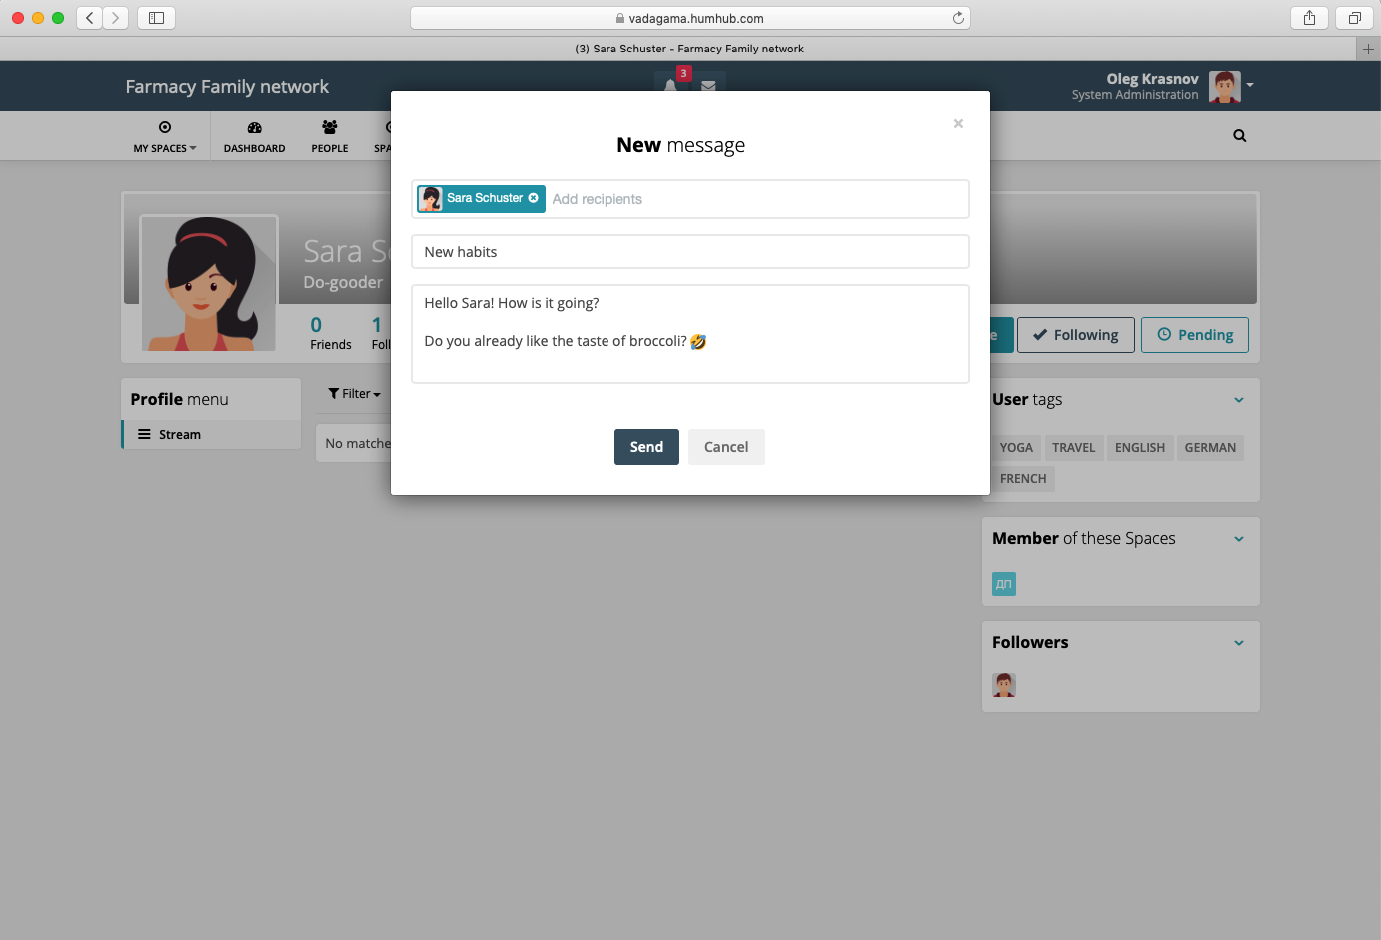 vadagama.humhub.com
(3) Sara Schuster - Farmacy Family network
Farmacy Family network
3
Oleg Krasnov
System Administration
MY SPACES
DASHBOARD
PEOPLE
New message
Sara Schuster
Add recipients
New habits
Hello Sara! How is it going?
Do you already like the taste of broccoli? 🤣
Send
Cancel
Sara
Do-gooder
0
Friends
1
Following
Pending
Profile menu
Stream
Filter
No
User tags
YOGA
TRAVEL
ENGLISH
GERMAN
FRENCH
Member of these Spaces
ДП
Followers